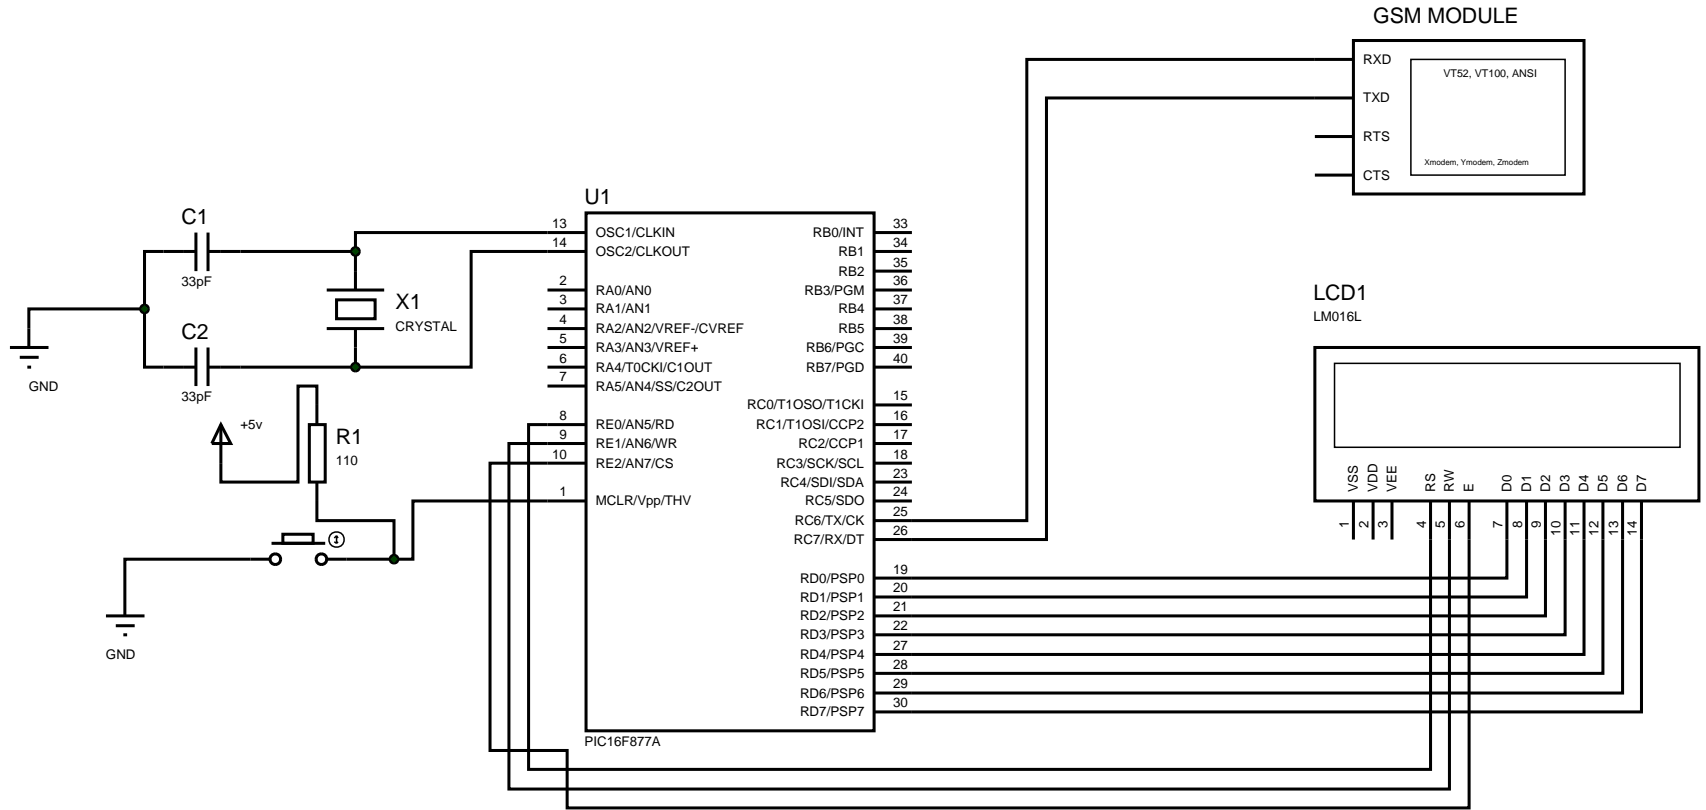 GSM MODULE
RXD
VT52, VT100, ANSI
TXD
RTS
Xmodem, Ymodem, Zmodem
CTS
U1
C1
33pF
X1
CRYSTAL
C2
33pF
GND
+5v
R1
110
GND
13 OSC1/CLKIN
14 OSC2/CLKOUT
2 RA0/AN0
3 RA1/AN1
4 RA2/AN2/VREF-/CVREF
5 RA3/AN3/VREF+
6 RA4/T0CKI/C1OUT
7 RA5/AN4/SS/C2OUT
8 RE0/AN5/RD
9 RE1/AN6/WR
10 RE2/AN7/CS
1 MCLR/Vpp/THV
RB0/INT 33
RB1 34
RB2 35
RB3/PGM 36
RB4 37
RB5 38
RB6/PGC 39
RB7/PGD 40
RC0/T1OSO/T1CKI 15
RC1/T1OSI/CCP2 16
RC2/CCP1 17
RC3/SCK/SCL 18
RC4/SDI/SDA 23
RC5/SDO 24
RC6/TX/CK 25
RC7/RX/DT 26
RD0/PSP0 19
RD1/PSP1 20
RD2/PSP2 21
RD3/PSP3 22
RD4/PSP4 27
RD5/PSP5 28
RD6/PSP6 29
RD7/PSP7 30
PIC16F877A
LCD1
LM016L
VSS 1
VDD 2
VEE 3
RS 4
RW 5
E 6
D0 7
D1 8
D2 9
D3 10
D4 11
D5 12
D6 13
D7 14